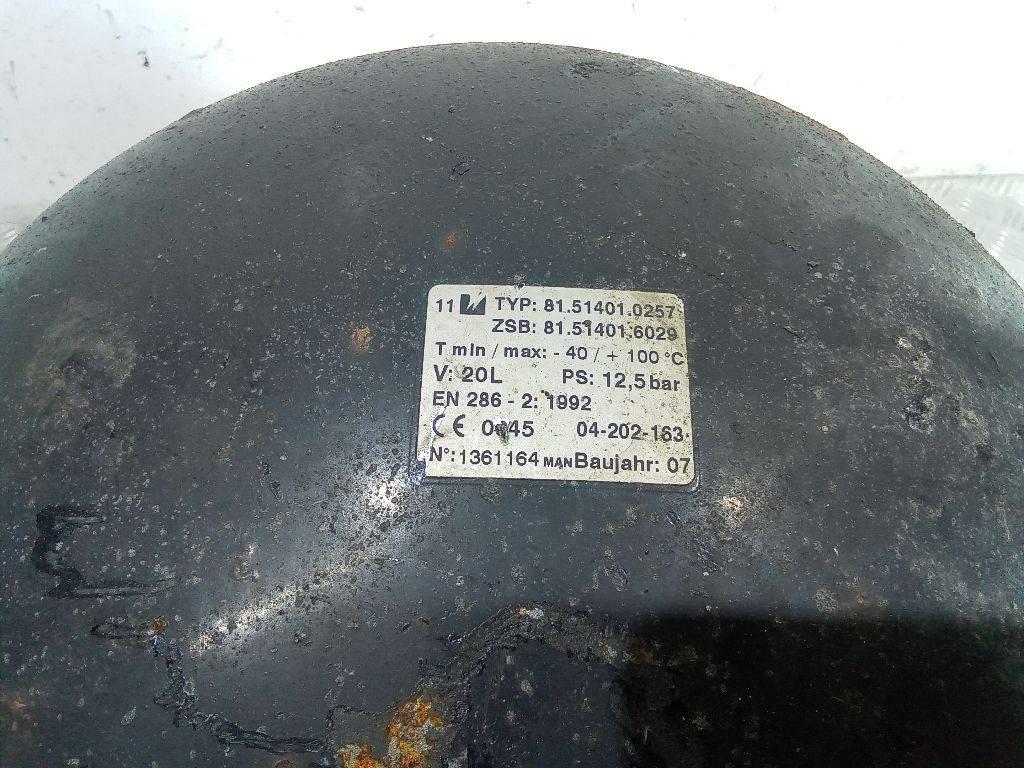 11 TYP: 81.51401.0257
ZSB: 81.51401.6029
T min / max: - 40 / + 100 °C
V: 20L PS: 12,5 bar
EN 286 - 2: 1992
CE 0045 04-202-163
N°: 1361164 MAN Baujahr: 07